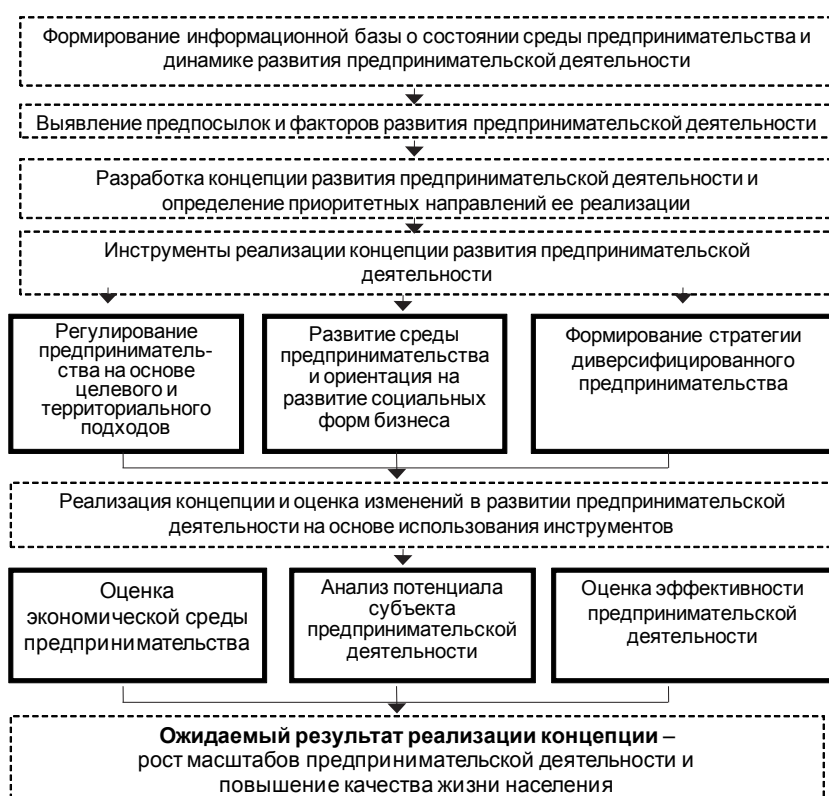 Формирование информационной базы о состоянии среды предпринимательства и
динамике развития предпринимательской деятельности
Выявление предпосылок и факторов развития предпринимательской деятельности
Разработка концепции развития предпринимательской деятельности и
определение приоритетных направлений ее реализации
Инструменты реализации концепции развития предпринимательской
деятельности
Регулирование
предприниматель-
ства на основе
целевого и
территориального
подходов
Развитие среды
предпринимательства
и ориентация на
развитие социальных
форм бизнеса
Формирование стратегии
диверсифицированного
предпринимательства
Реализация концепции и оценка изменений в развитии предпринимательской
деятельности на основе использования инструментов
Оценка
экономической среды
предпринимательства
Анализ потенциала
субъекта
предпринимательской
деятельности
Оценка эффективности
предпринимательской
деятельности
Ожидаемый результат реализации концепции –
рост масштабов предпринимательской деятельности и
повышение качества жизни населения